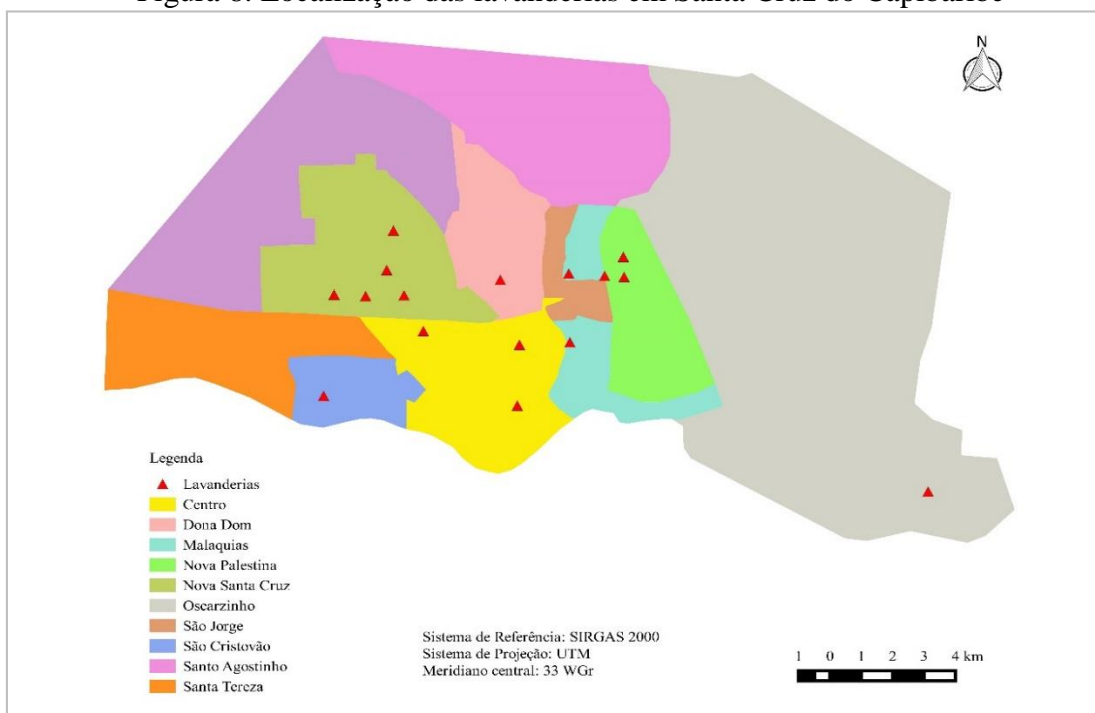 Figura 6. Localização das lavanderias em Santa Cruz do Capibaribe
N
Legenda
Lavanderias
Centro
Dona Dom
Malaquias
Nova Palestina
Nova Santa Cruz
Oscarzinho
São Jorge
São Cristovão
Santo Agostinho
Santa Tereza
Sistema de Referência: SIRGAS 2000
Sistema de Projeção: UTM
Meridiano central: 33 WGr
1 0 1 2 3 4 km